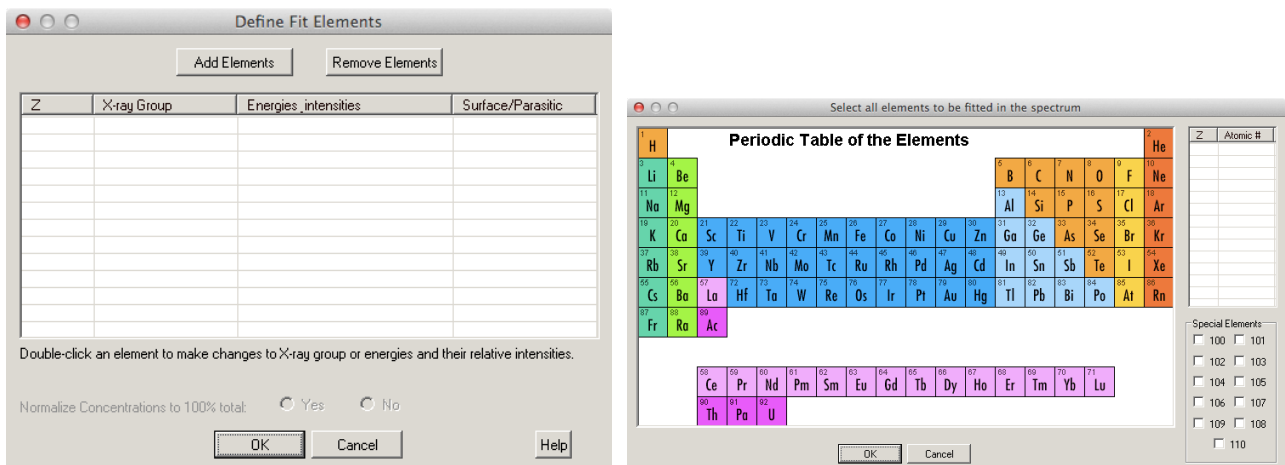 Define Fit Elements
Add Elements Remove Elements
Z X-ray Group Energies_intensities Surface/Parasitic
Double-click an element to make changes to X-ray group or energies and their relative intensities.
Normalize Concentrations to 100% total: Yes No
OK Cancel Help
Select all elements to be fitted in the spectrum
Periodic Table of the Elements
1 H 2 He
3 Li 4 Be 5 B 6 C 7 N 8 O 9 F 10 Ne
11 Na 12 Mg 13 Al 14 Si 15 P 16 S 17 Cl 18 Ar
19 K 20 Ca 21 Sc 22 Ti 23 V 24 Cr 25 Mn 26 Fe 27 Co 28 Ni 29 Cu 30 Zn 31 Ga 32 Ge 33 As 34 Se 35 Br 36 Kr
37 Rb 38 Sr 39 Y 40 Zr 41 Nb 42 Mo 43 Tc 44 Ru 45 Rh 46 Pd 47 Ag 48 Cd 49 In 50 Sn 51 Sb 52 Te 53 I 54 Xe
55 Cs 56 Ba 57 La 72 Hf 73 Ta 74 W 75 Re 76 Os 77 Ir 78 Pt 79 Au 80 Hg 81 Tl 82 Pb 83 Bi 84 Po 85 At 86 Rn
87 Fr 88 Ra 89 Ac
58 Ce 59 Pr 60 Nd 61 Pm 62 Sm 63 Eu 64 Gd 65 Tb 66 Dy 67 Ho 68 Er 69 Tm 70 Yb 71 Lu
90 Th 91 Pa 92 U
OK Cancel
Z Atomic #
Special Elements
100 101
102 103
104 105
106 107
109 108
110